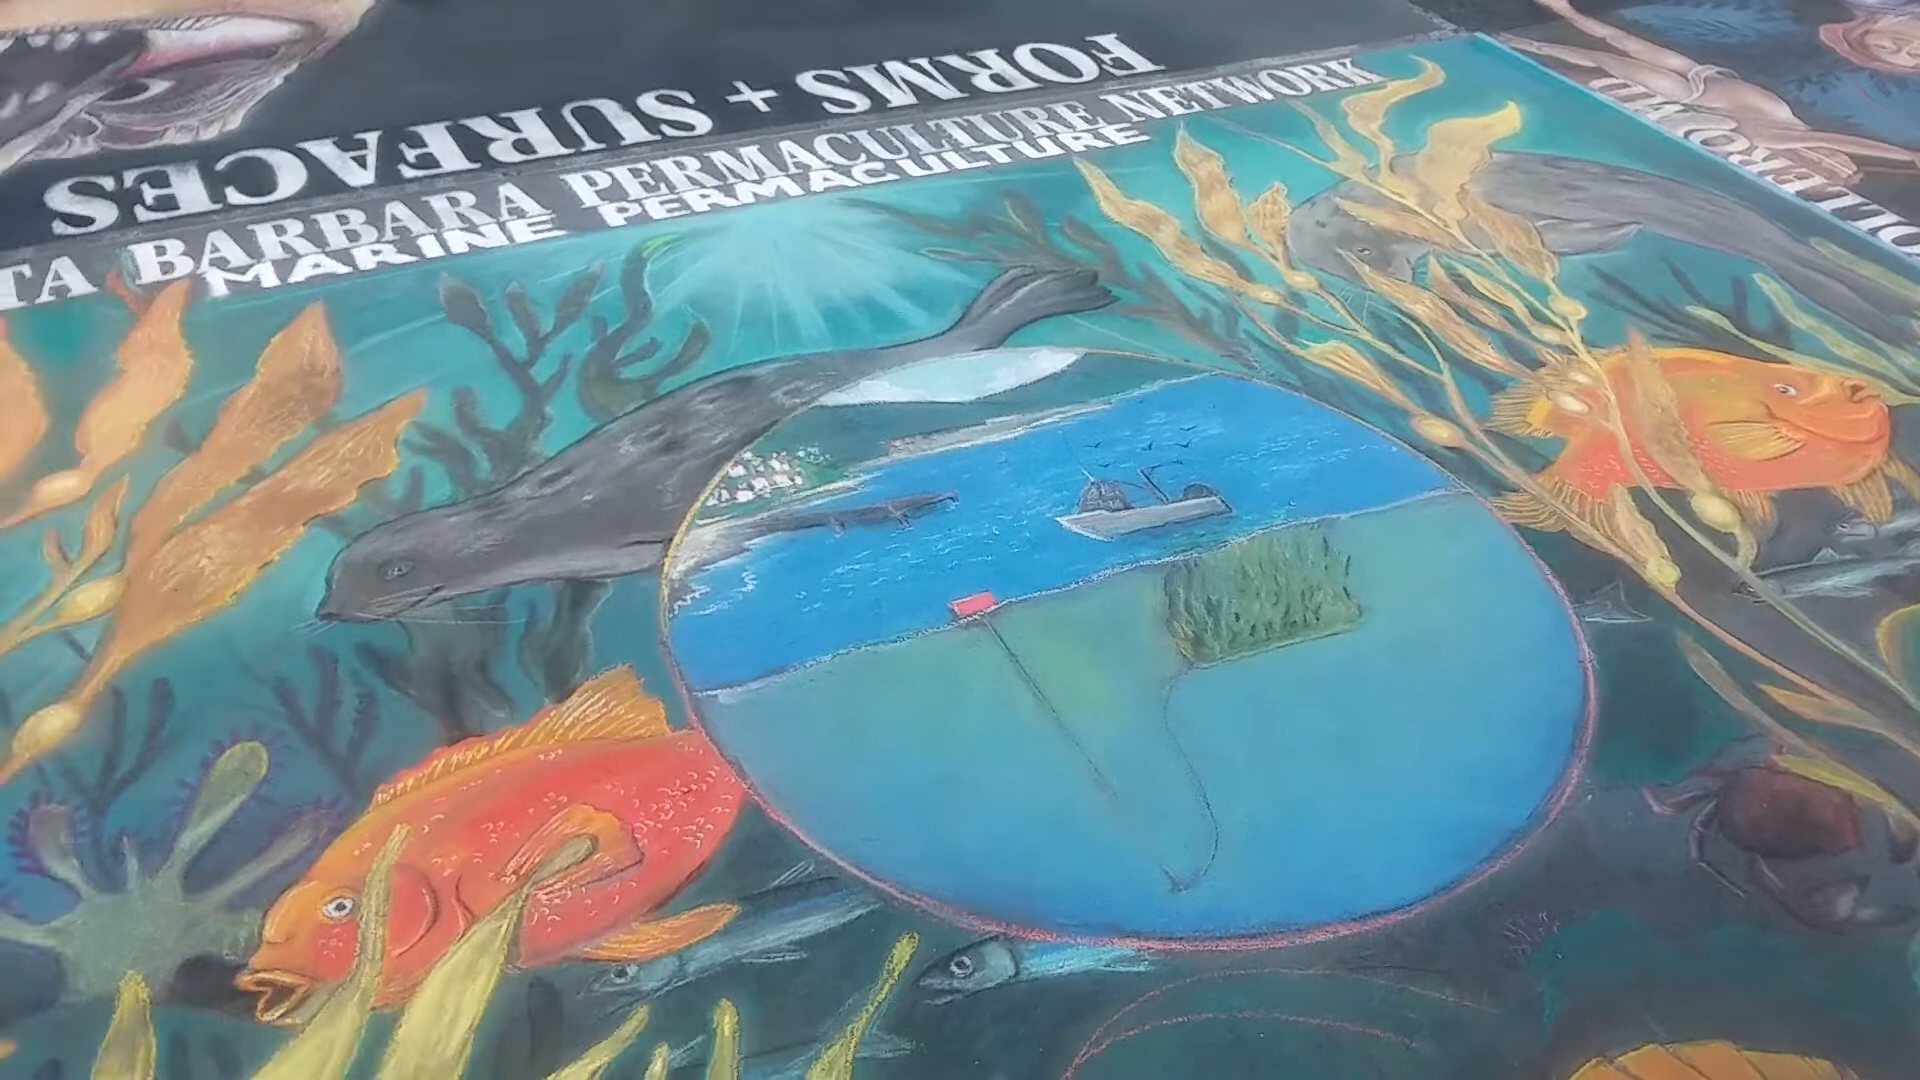 FORMS + SURFACES
TA BARBARA PERMACULTURE NETWORK
MARINE PERMACULTURE